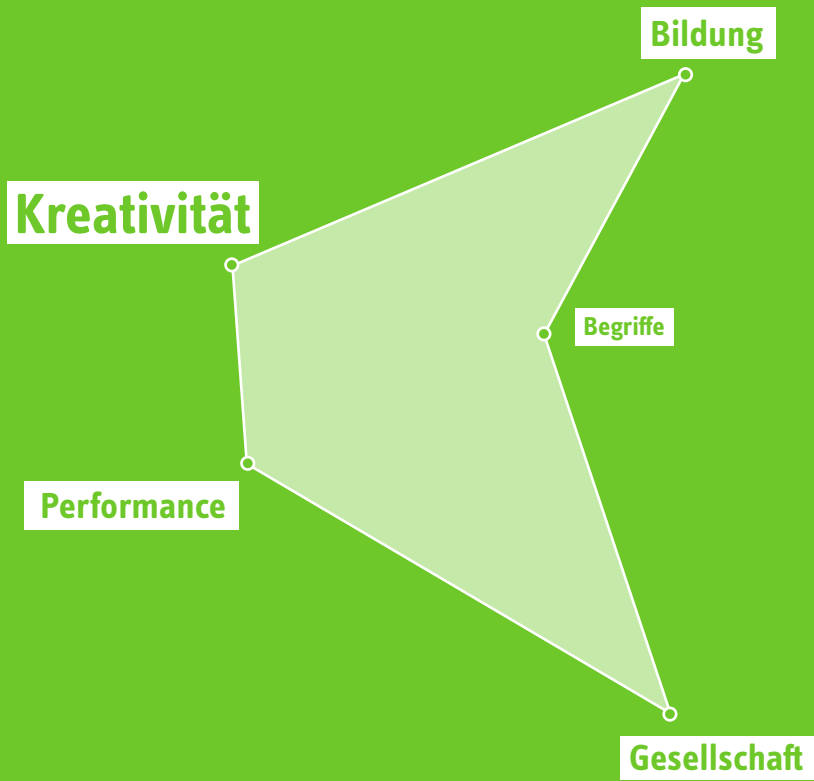 Bildung
Kreativität
Begriffe
Performance
Gesellschaft